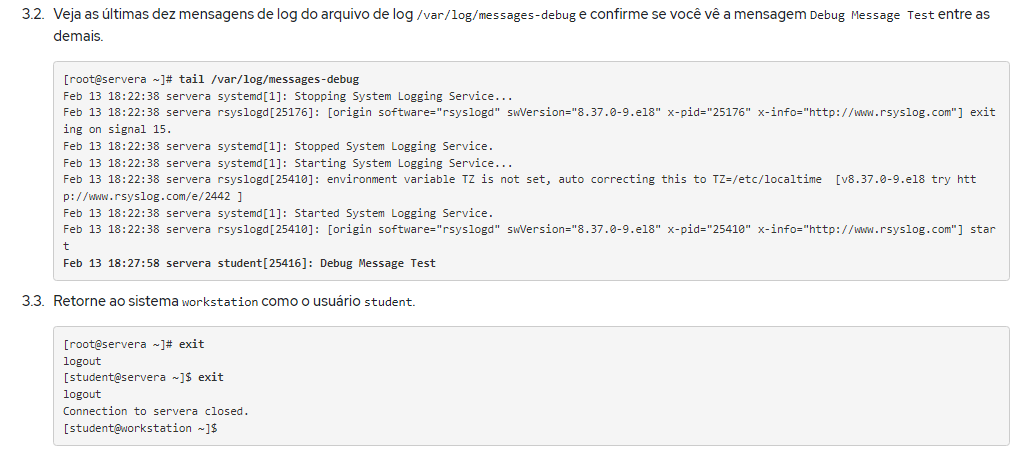 3.2. Veja as últimas dez mensagens de log do arquivo de log /var/log/messages-debug e confirme se você vê a mensagem Debug Message Test entre as
demais.
[root@servera ~]# tail /var/log/messages-debug
Feb 13 18:22:38 servera systemd[1]: Stopping System Logging Service...
Feb 13 18:22:38 servera rsyslogd[25176]: [origin software="rsyslogd" swVersion="8.37.0-9.el8" x-pid="25176" x-info="http://www.rsyslog.com"] exit
ing on signal 15.
Feb 13 18:22:38 servera systemd[1]: Stopped System Logging Service.
Feb 13 18:22:38 servera systemd[1]: Starting System Logging Service...
Feb 13 18:22:38 servera rsyslogd[25410]: environment variable TZ is not set, auto correcting this to TZ=/etc/localtime  [v8.37.0-9.el8 try htt
p://www.rsyslog.com/e/2442 ]
Feb 13 18:22:38 servera systemd[1]: Started System Logging Service.
Feb 13 18:22:38 servera rsyslogd[25410]: [origin software="rsyslogd" swVersion="8.37.0-9.el8" x-pid="25410" x-info="http://www.rsyslog.com"] star
t
Feb 13 18:27:58 servera student[25416]: Debug Message Test
3.3. Retorne ao sistema workstation como o usuário student.
[root@servera ~]# exit
logout
[student@servera ~]$ exit
logout
Connection to servera closed.
[student@workstation ~]$